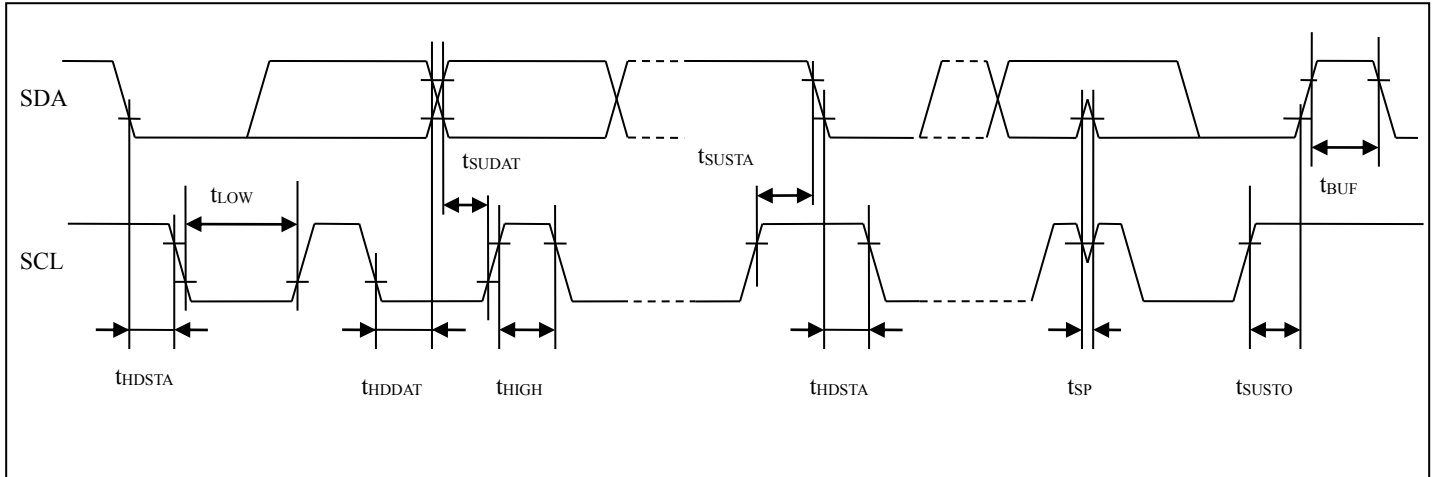 SDA
tSUDAT
tSUSTA
tLOW
tBUF
SCL
tHDSTA
tHDDAT
tHIGH
tHDSTA
tSP
tSUSTO